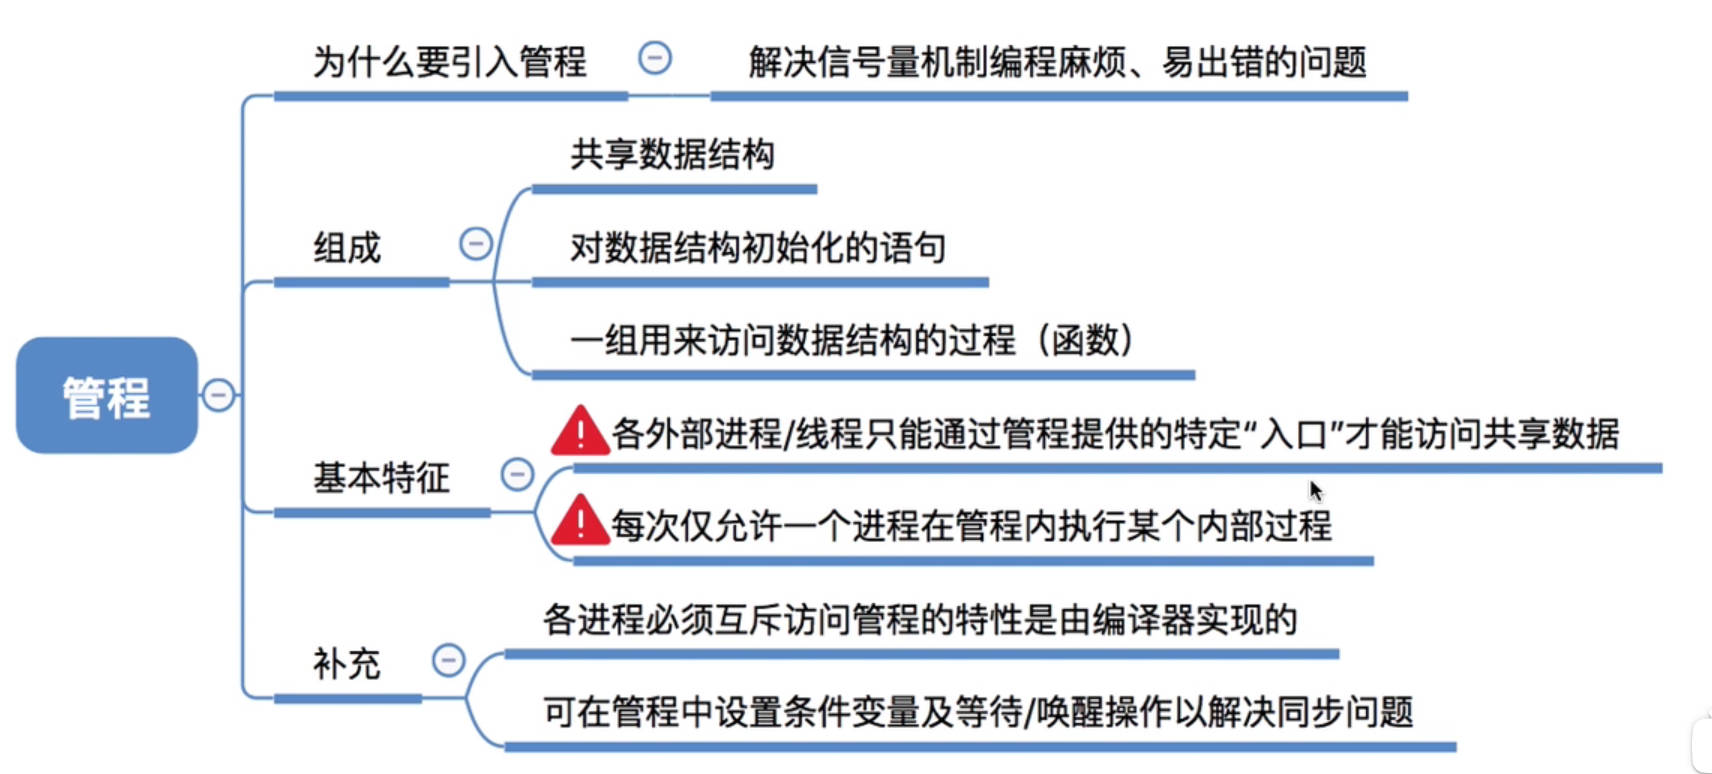 为什么要引入管程
解决信号量机制编程麻烦、易出错的问题
共享数据结构
组成
对数据结构初始化的语句
一组用来访问数据结构的过程（函数）
管程
各外部进程/线程只能通过管程提供的特定“入口”才能访问共享数据
基本特征
每次仅允许一个进程在管程内执行某个内部过程
各进程必须互斥访问管程的特性是由编译器实现的
补充
可在管程中设置条件变量及等待/唤醒操作以解决同步问题